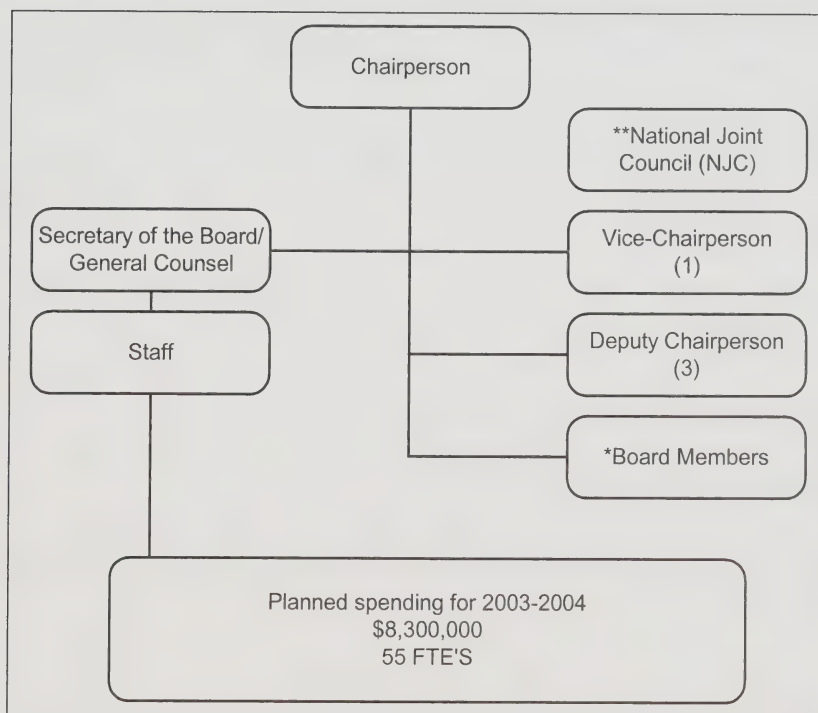 Chairperson
**National Joint
Council (NJC)
Secretary of the Board/
General Counsel
Vice-Chairperson
(1)
Staff
Deputy Chairperson
(3)
*Board Members
Planned spending for 2003-2004
$8,300,000
55 FTE'S